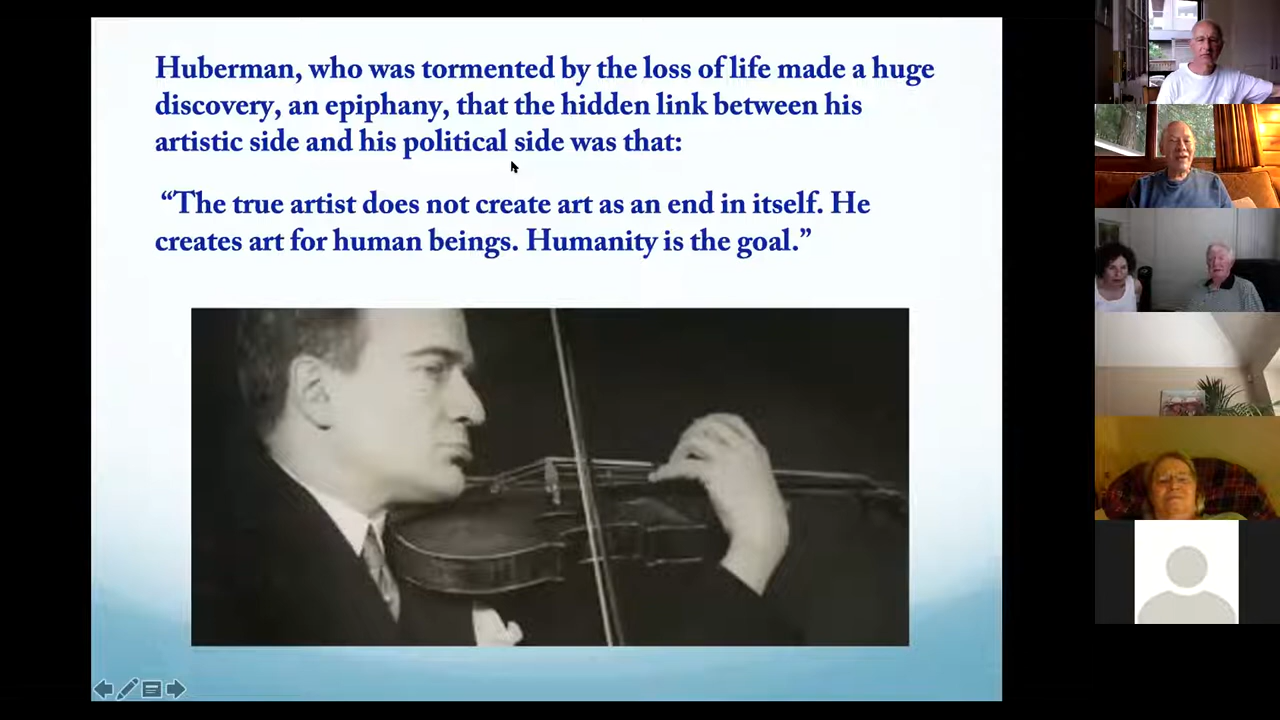 Huberman, who was tormented by the loss of life made a huge
discovery, an epiphany, that the hidden link between his
artistic side and his political side was that:
“The true artist does not create art as an end in itself. He
creates art for human beings. Humanity is the goal.”